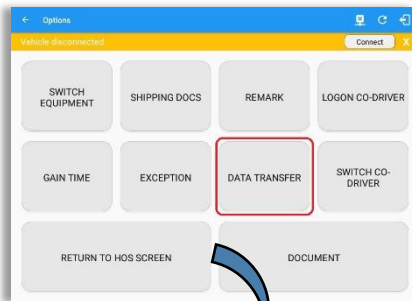 Options
Vehicle disconnected
Connect X
SWITCH
EQUIPMENT
SHIPPING DOCS
REMARK
LOGON CO-DRIVER
GAIN TIME
EXCEPTION
DATA TRANSFER
SWITCH CO-
DRIVER
RETURN TO HOS SCREEN
DOCUMENT